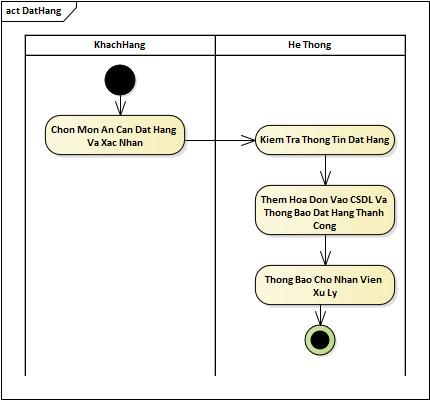 act DatHang
KhachHang
He Thong
Chon Mon An Can Dat Hang
Va Xac Nhan
Kiem Tra Thong Tin Dat Hang
Them Hoa Don Vao CSDL Va
Thong Bao Dat Hang Thanh
Cong
Thong Bao Cho Nhan Vien
Xu Ly